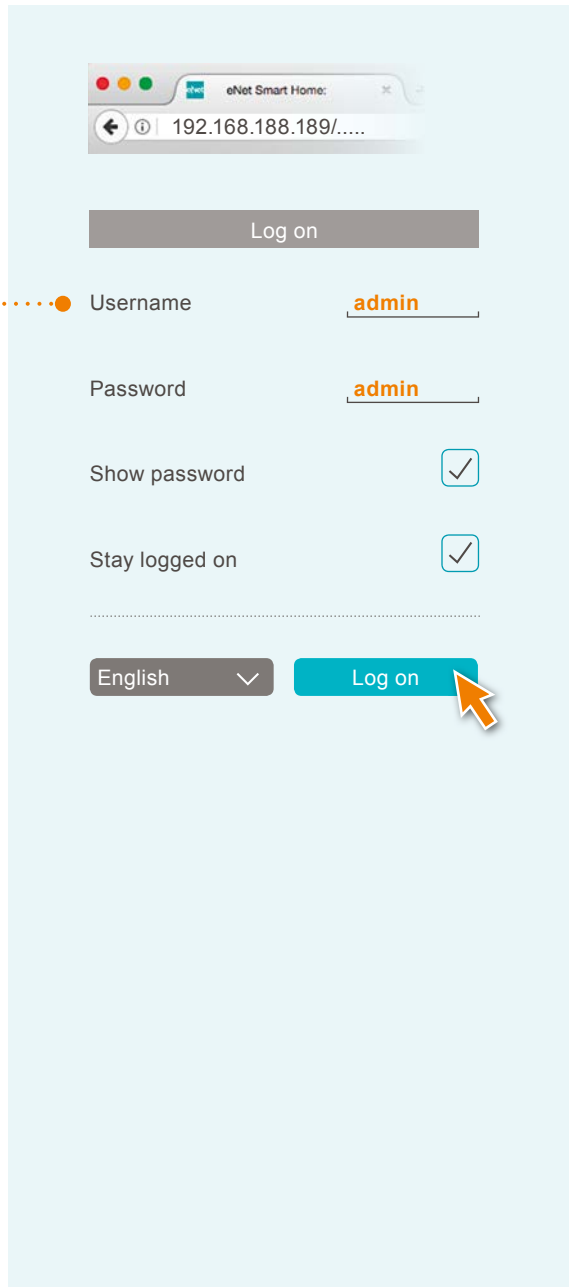 eNet eNet Smart Home:
192.168.188.189/.....
Log on
Username admin
Password admin
Show password
Stay logged on
English Log on